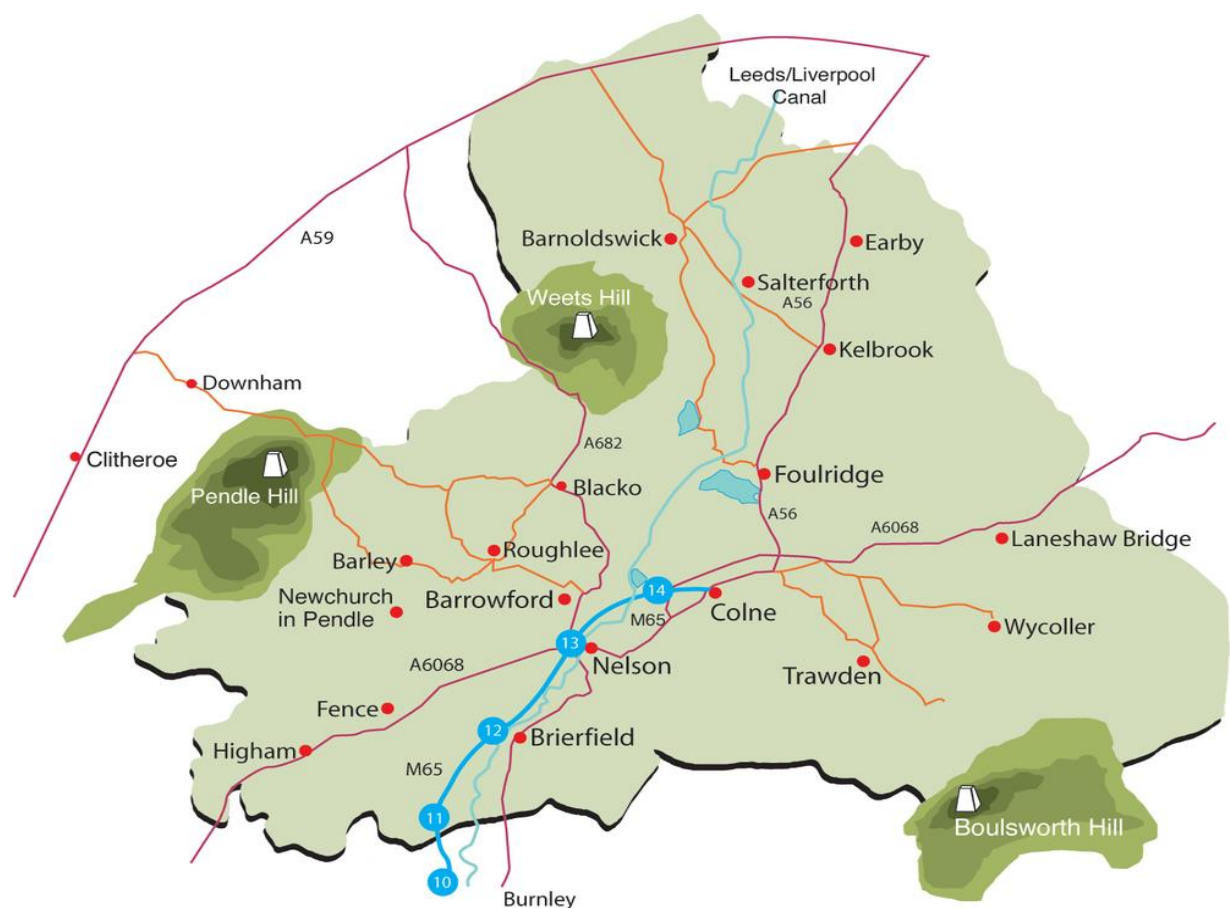 Leeds/Liverpool
Canal
A59
Barnoldswick
Earby
Salterforth
A56
Weets Hill
Kelbrook
Downham
A682
Clitheroe
Pendle Hill
Blacko
Foulridge
A56
A6068
Laneshaw Bridge
Roughlee
Barley
Newchurch
in Pendle
Barrowford
14
M65
Colne
Wycoller
13
Nelson
A6068
Trawden
Fence
12
Brierfield
Higham
M65
11
Boulsworth Hill
10
Burnley